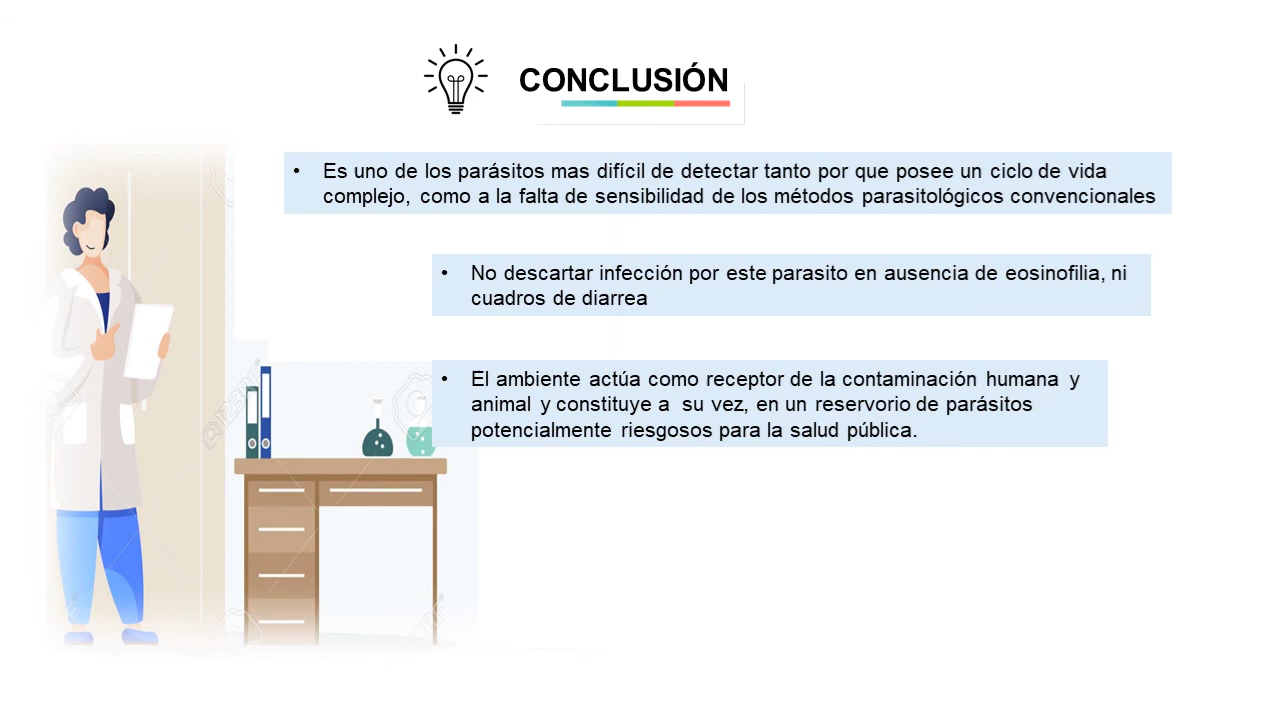 CONCLUSIÓN
• Es uno de los parásitos mas difícil de detectar tanto por que posee un ciclo de vida
complejo, como a la falta de sensibilidad de los métodos parasitológicos convencionales
• No descartar infección por este parasito en ausencia de eosinofilia, ni
cuadros de diarrea
• El ambiente actúa como receptor de la contaminación humana y
animal y constituye a su vez, en un reservorio de parásitos
potencialmente riesgosos para la salud pública.